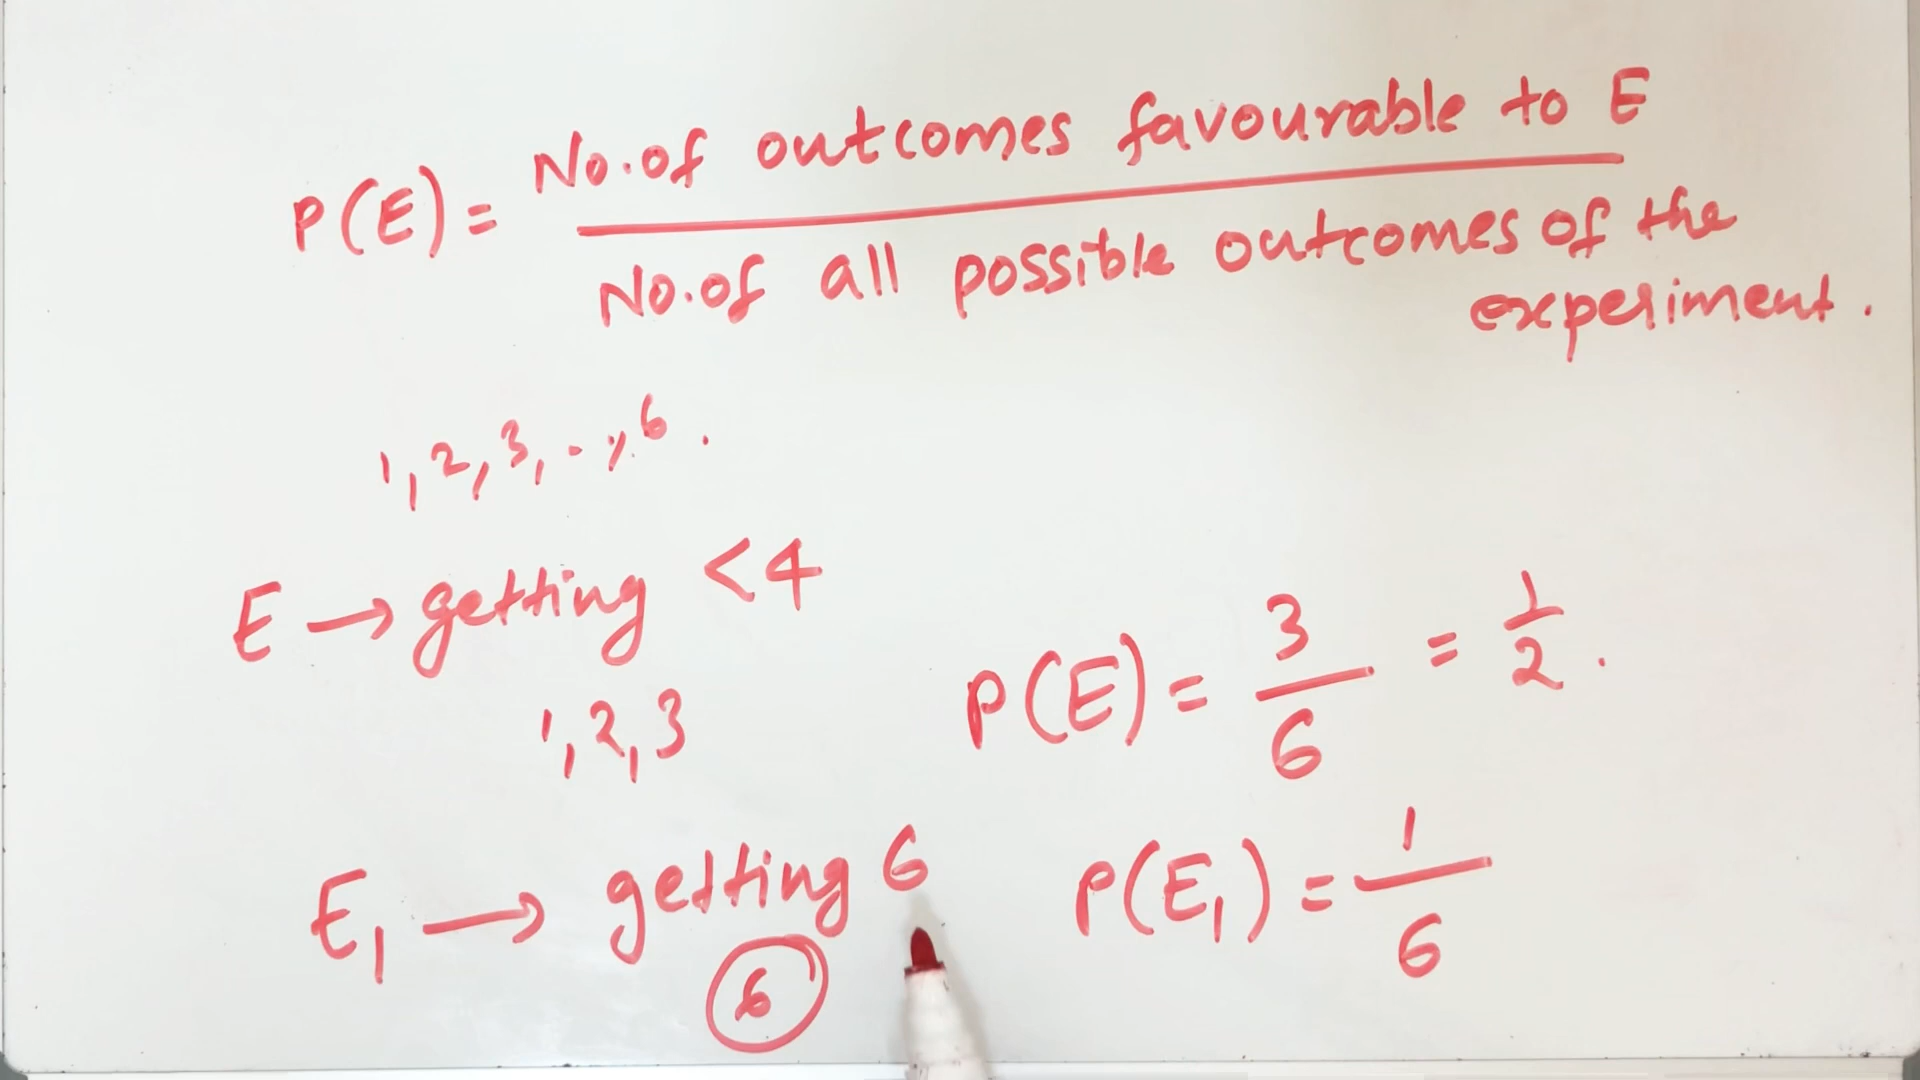 P(E) = No.of outcomes favourable to E
No.of all possible outcomes of the
experiment.
1, 2, 3, . ., 6.
E → getting <4
1, 2, 3
P(E) = 3/6 = 1/2.
E₁ → getting 6
6
P(E₁) = 1/6